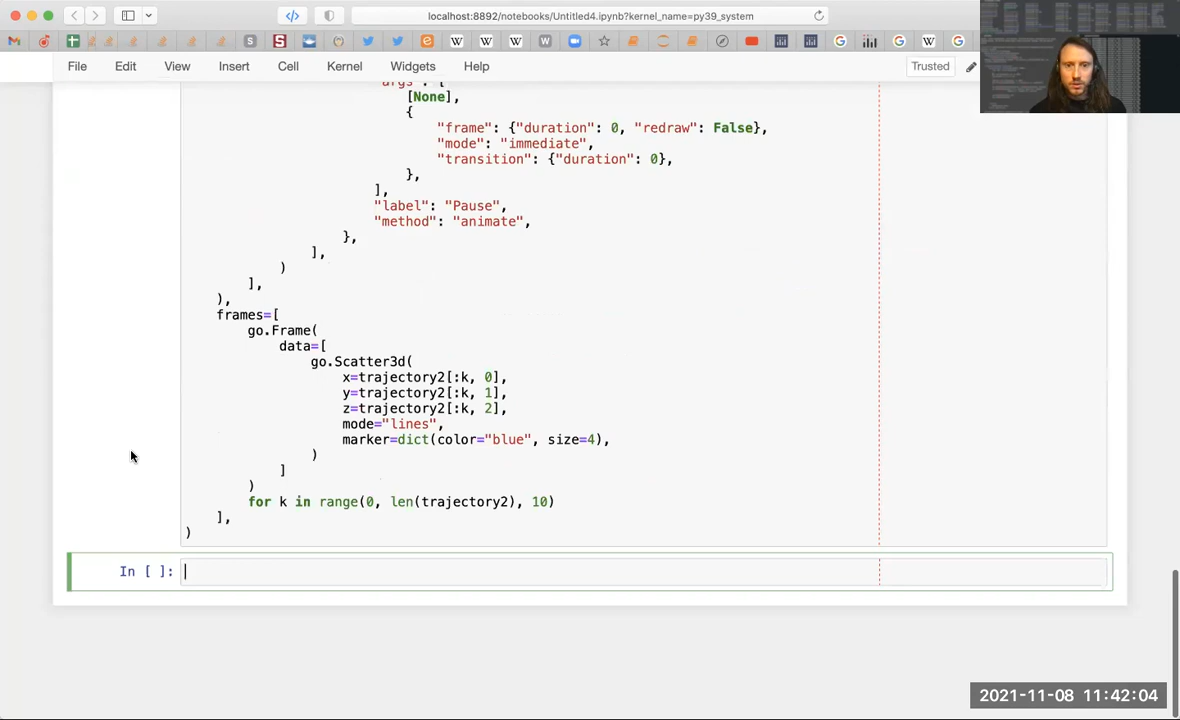 localhost:8892/notebooks/Untitled4.ipynb?kernel_name=py39_system
File Edit View Insert Cell Kernel Widgets Help Trusted
"args": [
[None],
{
"frame": {"duration": 0, "redraw": False},
"mode": "immediate",
"transition": {"duration": 0},
},
],
"label": "Pause",
"method": "animate",
},
],
)
],
),
frames=[
go.Frame(
data=[
go.Scatter3d(
x=trajectory2[:k, 0],
y=trajectory2[:k, 1],
z=trajectory2[:k, 2],
mode="lines",
marker=dict(color="blue", size=4),
)
]
)
for k in range(0, len(trajectory2), 10)
],
)
In [ ]:
2021-11-08 11:42:04